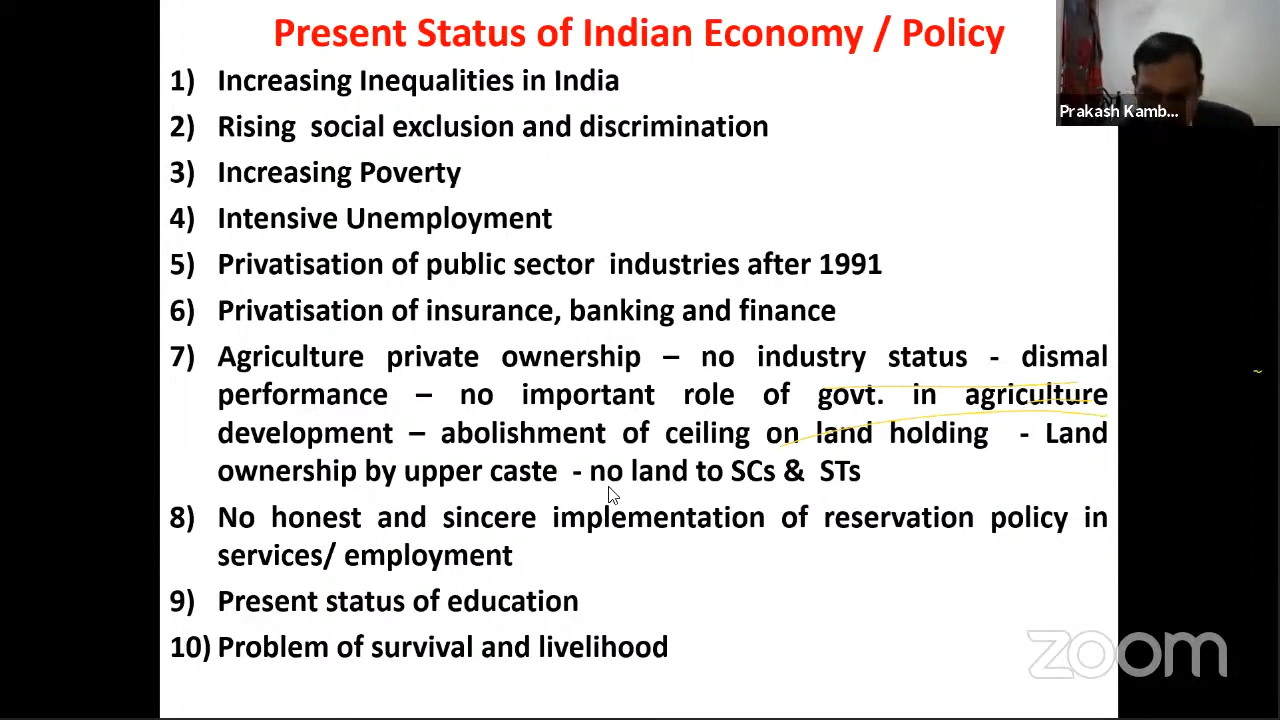 Present Status of Indian Economy / Policy
Prakash Kamb...
1) Increasing Inequalities in India
2) Rising social exclusion and discrimination
3) Increasing Poverty
4) Intensive Unemployment
5) Privatisation of public sector industries after 1991
6) Privatisation of insurance, banking and finance
7) Agriculture private ownership – no industry status - dismal
performance – no important role of govt. in agriculture
development – abolishment of ceiling on land holding - Land
ownership by upper caste - no land to SCs & STs
8) No honest and sincere implementation of reservation policy in
services/ employment
9) Present status of education
10) Problem of survival and livelihood
zoom